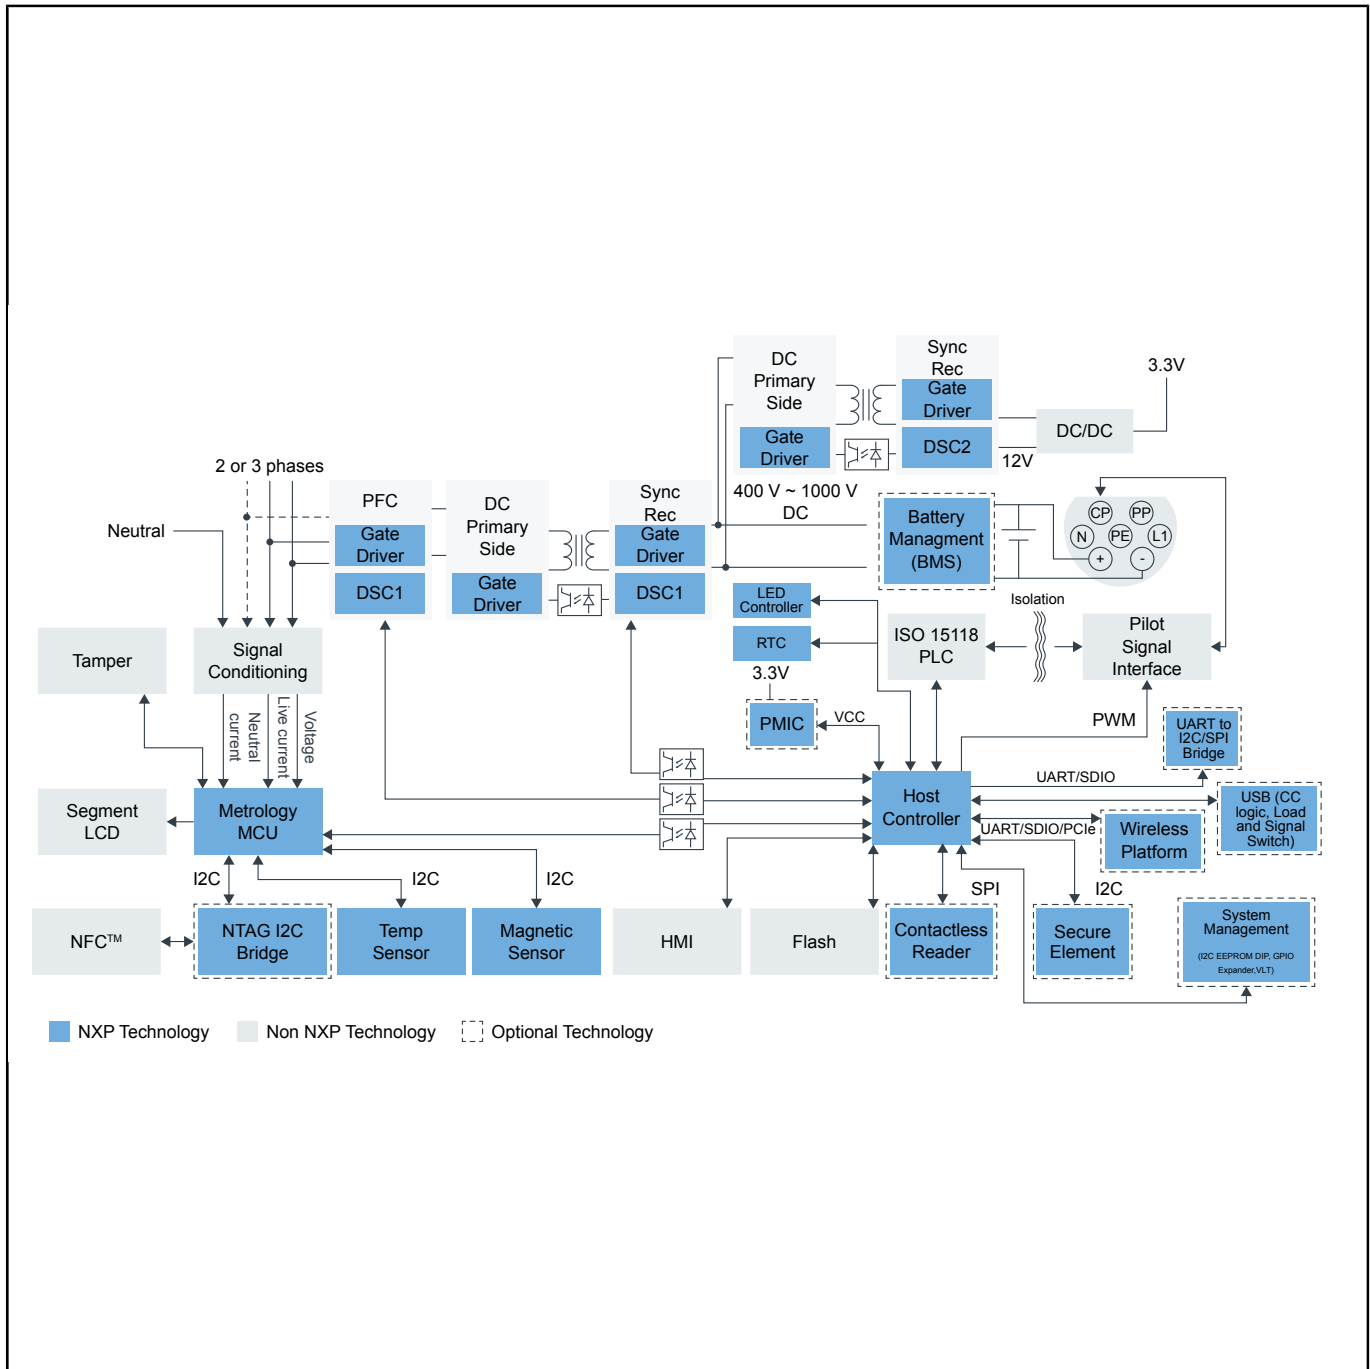 DC
Primary
Side
Gate
Driver
Sync
Rec
Gate
Driver
DSC2
12V
DC/DC
3.3V
2 or 3 phases
Neutral
PFC
Gate
Driver
DSC1
DC
Primary
Side
Gate
Driver
Sync
Rec
Gate
Driver
DSC1
400 V ~ 1000 V
DC
Battery
Managment
(BMS)
CP
PP
N
PE
L1
+
-
LED
Controller
RTC
3.3V
PMIC
VCC
ISO 15118
PLC
Isolation
Pilot
Signal
Interface
PWM
Tamper
Signal
Conditioning
Neutral
current
Live current
Voltage
Segment
LCD
Metrology
MCU
Host
Controller
UART/SDIO
UART to
I2C/SPI
Bridge
UART/SDIO/PCIe
USB (CC
logic, Load
and Signal
Switch)
Wireless
Platform
I2C
I2C
I2C
SPI
I2C
NFC™
NTAG I2C
Bridge
Temp
Sensor
Magnetic
Sensor
HMI
Flash
Contactless
Reader
Secure
Element
System
Management
(I2C EEPROM DIP, GPIO
Expander,VLT)
NXP Technology
Non NXP Technology
Optional Technology